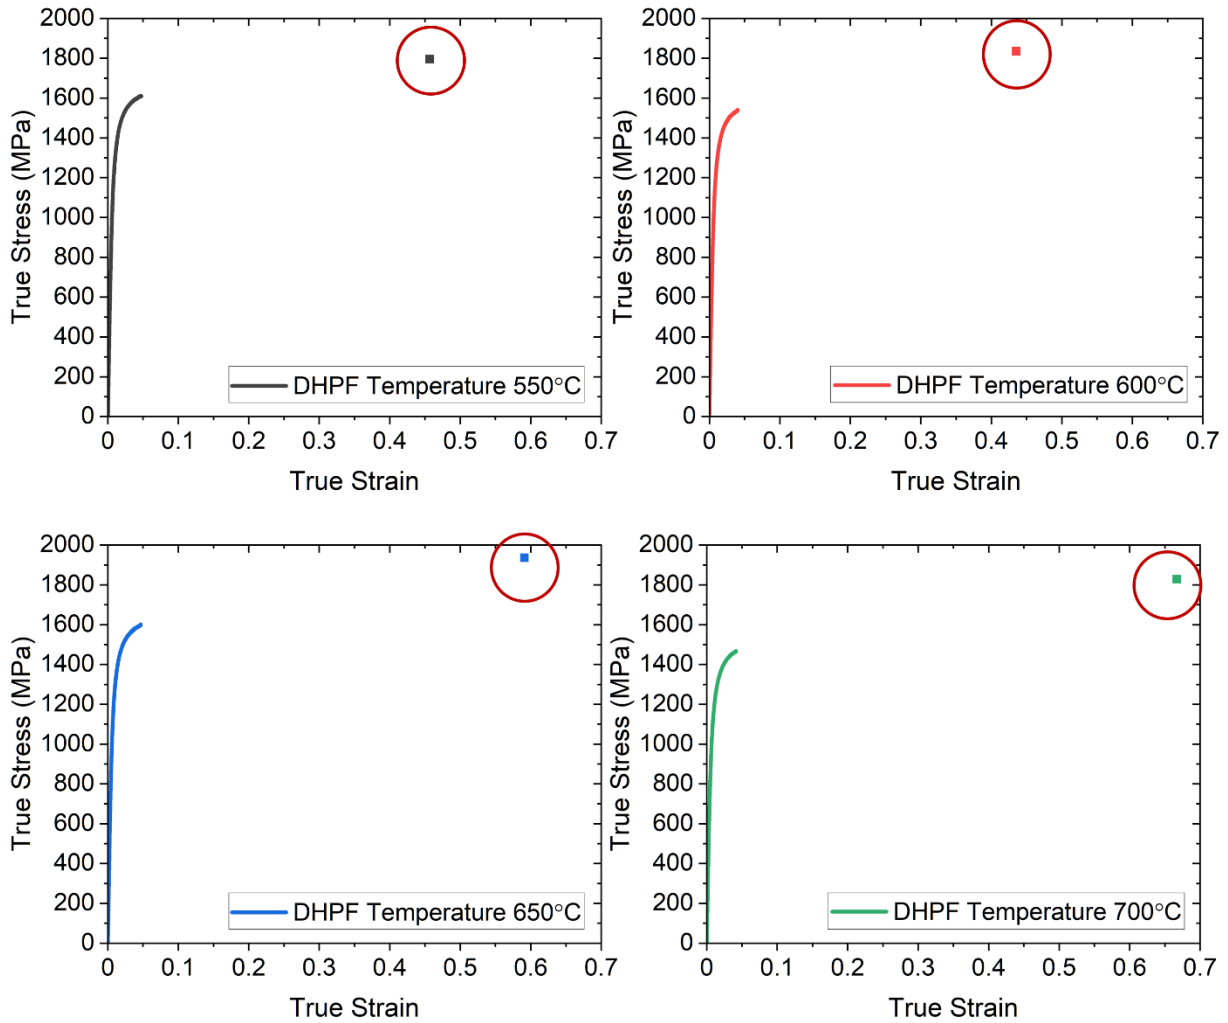 2000
1800
1600
1400
1200
1000
800
600
400
200
0
True Stress (MPa)
DHPF Temperature 550°C
0 0.1 0.2 0.3 0.4 0.5 0.6 0.7
True Strain
2000
1800
1600
1400
1200
1000
800
600
400
200
0
True Stress (MPa)
DHPF Temperature 600°C
0 0.1 0.2 0.3 0.4 0.5 0.6 0.7
True Strain
2000
1800
1600
1400
1200
1000
800
600
400
200
0
True Stress (MPa)
DHPF Temperature 650°C
0 0.1 0.2 0.3 0.4 0.5 0.6 0.7
True Strain
2000
1800
1600
1400
1200
1000
800
600
400
200
0
True Stress (MPa)
DHPF Temperature 700°C
0 0.1 0.2 0.3 0.4 0.5 0.6 0.7
True Strain